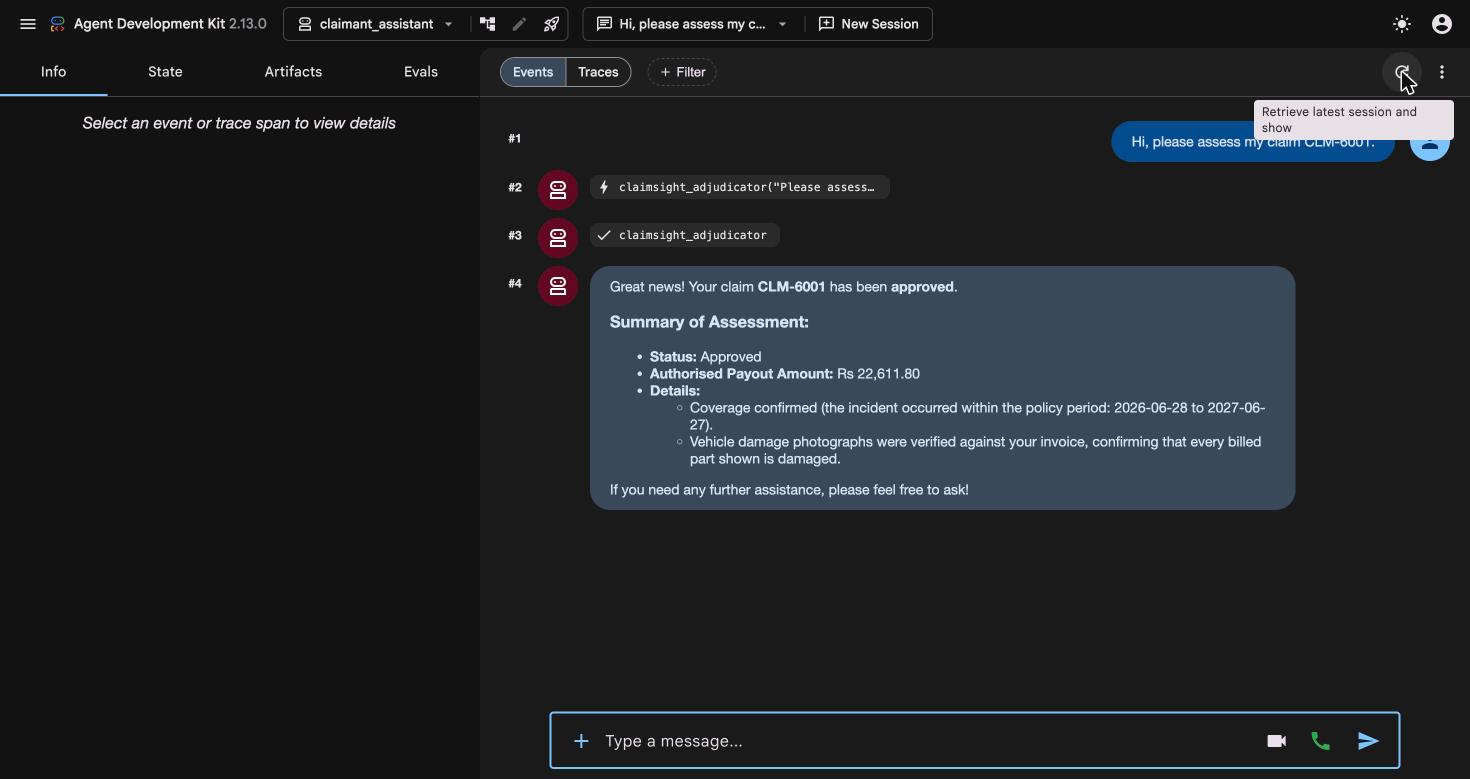 Agent Development Kit 2.13.0
claimant_assistant
Hi, please assess my c...
New Session
Info
State
Artifacts
Evals
Events
Traces
+ Filter
Select an event or trace span to view details
Retrieve latest session and
show
#1
Hi, please assess my claim CLM-6001.
#2
claimsight_adjudicator("Please assess…
#3
claimsight_adjudicator
#4
Great news! Your claim CLM-6001 has been approved.
Summary of Assessment:
• Status: Approved
• Authorised Payout Amount: Rs 22,611.80
• Details:
◦ Coverage confirmed (the incident occurred within the policy period: 2026-06-28 to 2027-06-
27).
◦ Vehicle damage photographs were verified against your invoice, confirming that every billed
part shown is damaged.
If you need any further assistance, please feel free to ask!
Type a message...